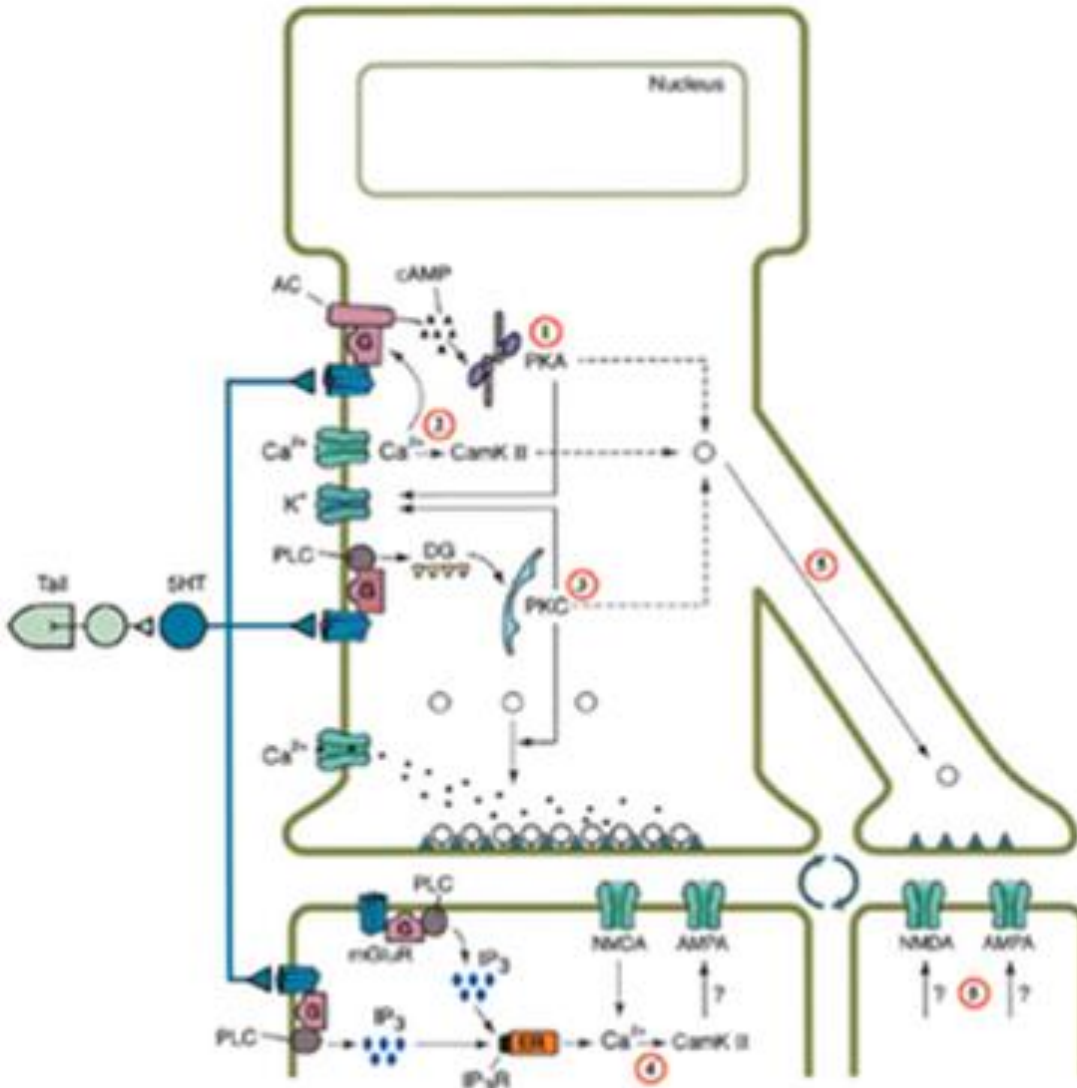 Nucleus
AC
cAMP
G
1
PKA
2
Ca²⁺
Ca²⁺
CamK II
K⁺
PLC
DG
G
3
PKC
Tail
5HT
5
Ca²⁺
PLC
G
mGluR
NMDA
AMPA
NMDA
AMPA
IP₃
?
?
?
G
PLC
IP₃
ER
Ca²⁺
CamK II
IP₃R
4